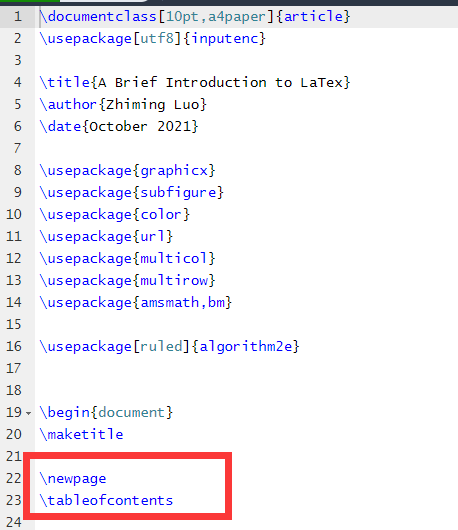 1 \documentclass[10pt,a4paper]{article}
2 \usepackage[utf8]{inputenc}
3
4 \title{A Brief Introduction to LaTex}
5 \author{Zhiming Luo}
6 \date{October 2021}
7
8 \usepackage{graphicx}
9 \usepackage{subfigure}
10 \usepackage{color}
11 \usepackage{url}
12 \usepackage{multicol}
13 \usepackage{multirow}
14 \usepackage{amsmath,bm}
15
16 \usepackage[ruled]{algorithm2e}
17
18
19 \begin{document}
20 \maketitle
21
22 \newpage
23 \tableofcontents
24